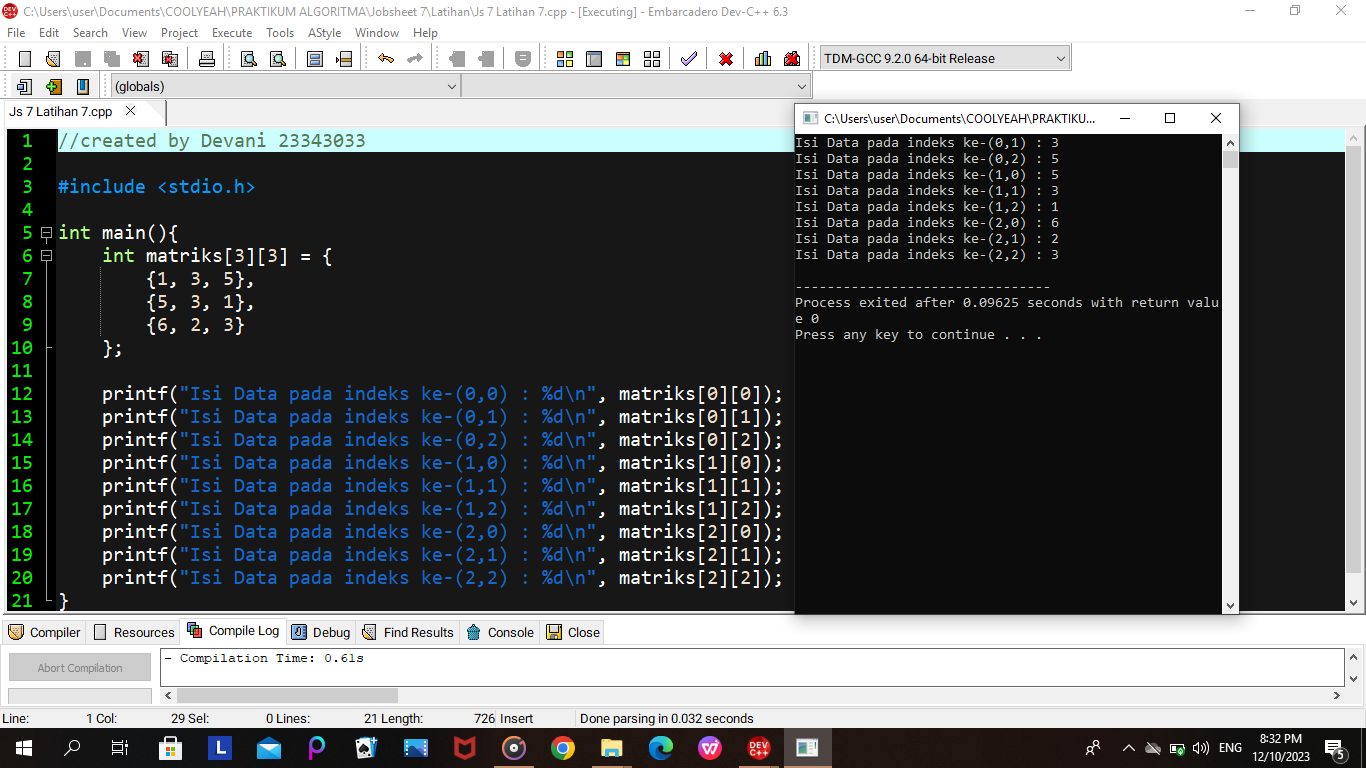 C:\Users\user\Documents\COOLYEAH\PRAKTIKUM ALGORITMA\Jobsheet 7\Latihan\Js 7 Latihan 7.cpp - [Executing] - Embarcadero Dev-C++ 6.3
File Edit Search View Project Execute Tools AStyle Window Help
TDM-GCC 9.2.0 64-bit Release
(globals)
Js 7 Latihan 7.cpp
1 //created by Devani 23343033
2
3 #include <stdio.h>
4
5 int main(){
6 int matriks[3][3] = {
7 {1, 3, 5},
8 {5, 3, 1},
9 {6, 2, 3}
10 };
11
12 printf("Isi Data pada indeks ke-(0,0) : %d\n", matriks[0][0]);
13 printf("Isi Data pada indeks ke-(0,1) : %d\n", matriks[0][1]);
14 printf("Isi Data pada indeks ke-(0,2) : %d\n", matriks[0][2]);
15 printf("Isi Data pada indeks ke-(1,0) : %d\n", matriks[1][0]);
16 printf("Isi Data pada indeks ke-(1,1) : %d\n", matriks[1][1]);
17 printf("Isi Data pada indeks ke-(1,2) : %d\n", matriks[1][2]);
18 printf("Isi Data pada indeks ke-(2,0) : %d\n", matriks[2][0]);
19 printf("Isi Data pada indeks ke-(2,1) : %d\n", matriks[2][1]);
20 printf("Isi Data pada indeks ke-(2,2) : %d\n", matriks[2][2]);
21 }
C:\Users\user\Documents\COOLYEAH\PRAKTIKU...
Isi Data pada indeks ke-(0,1) : 3
Isi Data pada indeks ke-(0,2) : 5
Isi Data pada indeks ke-(1,0) : 5
Isi Data pada indeks ke-(1,1) : 3
Isi Data pada indeks ke-(1,2) : 1
Isi Data pada indeks ke-(2,0) : 6
Isi Data pada indeks ke-(2,1) : 2
Isi Data pada indeks ke-(2,2) : 3
--------------------------------
Process exited after 0.09625 seconds with return valu
e 0
Press any key to continue . . .
Compiler Resources Compile Log Debug Find Results Console Close
Abort Compilation
- Compilation Time: 0.61s
Line: 1 Col: 29 Sel: 0 Lines: 21 Length: 726 Insert Done parsing in 0.032 seconds
L
DEV C++
ENG
8:32 PM
12/10/2023
5